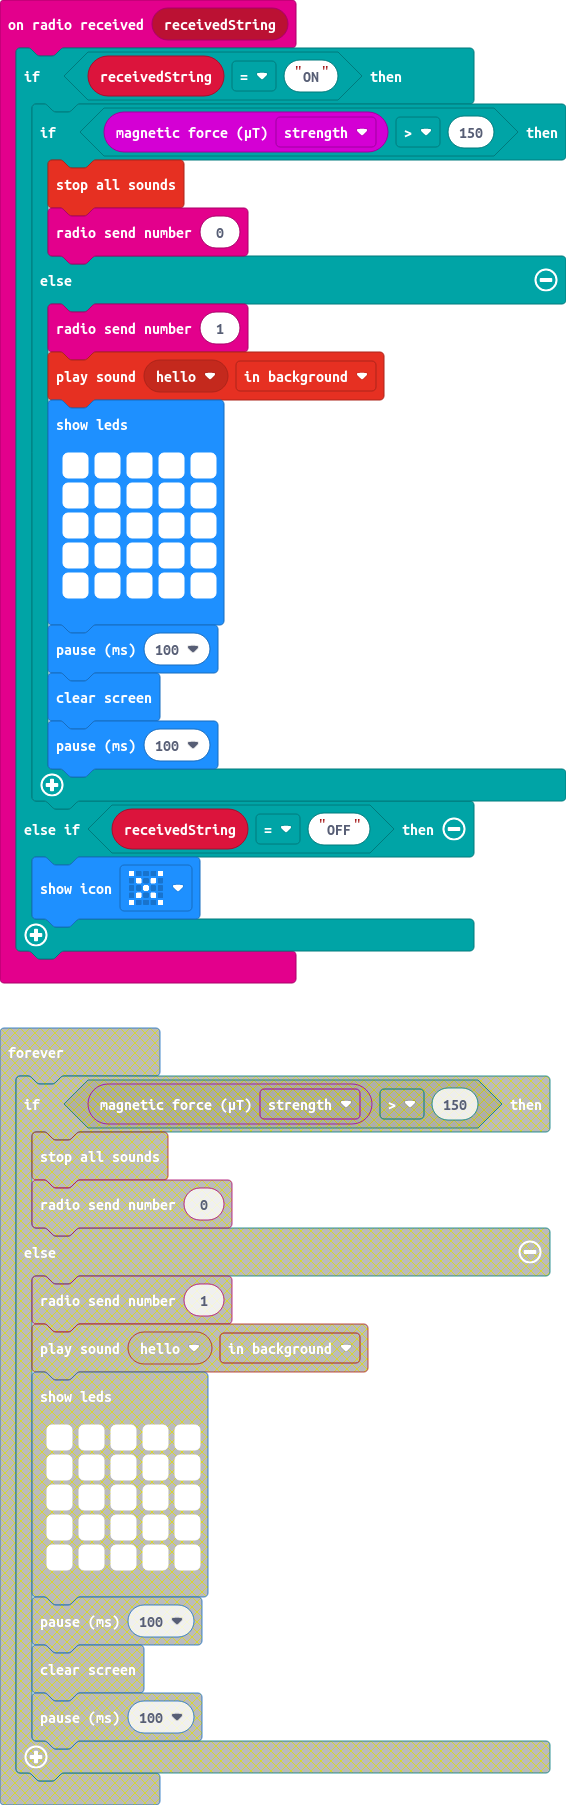 on radio received receivedString
if receivedString = "ON" then
if magnetic force (µT) strength > 150 then
stop all sounds
radio send number 0
else
radio send number 1
play sound hello in background
show leds
pause (ms) 100
clear screen
pause (ms) 100
else if receivedString = "OFF" then
show icon
forever
if magnetic force (µT) strength > 150 then
stop all sounds
radio send number 0
else
radio send number 1
play sound hello in background
show leds
pause (ms) 100
clear screen
pause (ms) 100